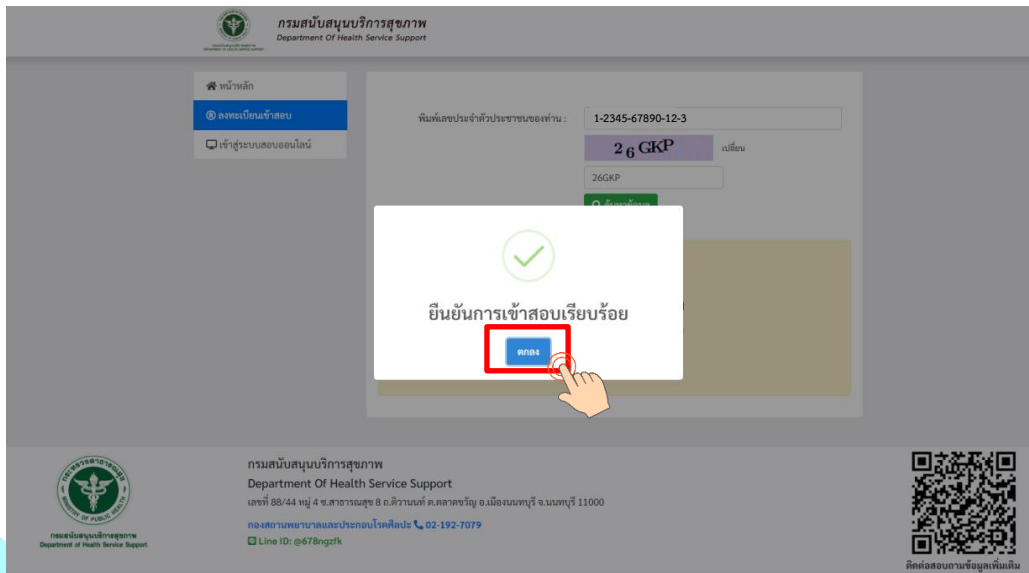 กรมสนับสนุนบริการสุขภาพ
Department Of Health Service Support
หน้าหลัก
ลงทะเบียนเข้าสอบ
เข้าสู่ระบบสอบออนไลน์
พิมพ์เลขประจำตัวประชาชนของท่าน :
1-2345-67890-12-3
26GKP
เปลี่ยน
26GKP
ค้นหาข้อมูล
ยืนยันการเข้าสอบเรียบร้อย
ตกลง
กรมสนับสนุนบริการสุขภาพ
Department of Health Service Support
กรมสนับสนุนบริการสุขภาพ
Department Of Health Service Support
เลขที่ 88/44 หมู่ 4 ซ.สาธารณสุข 8 ถ.ติวานนท์ ต.ตลาดขวัญ อ.เมืองนนทบุรี จ.นนทบุรี 11000
กองสถานพยาบาลและประกอบโรคศิลปะ 02-192-7079
Line ID: @678ngzfk
ติดต่อสอบถามข้อมูลเพิ่มเติม